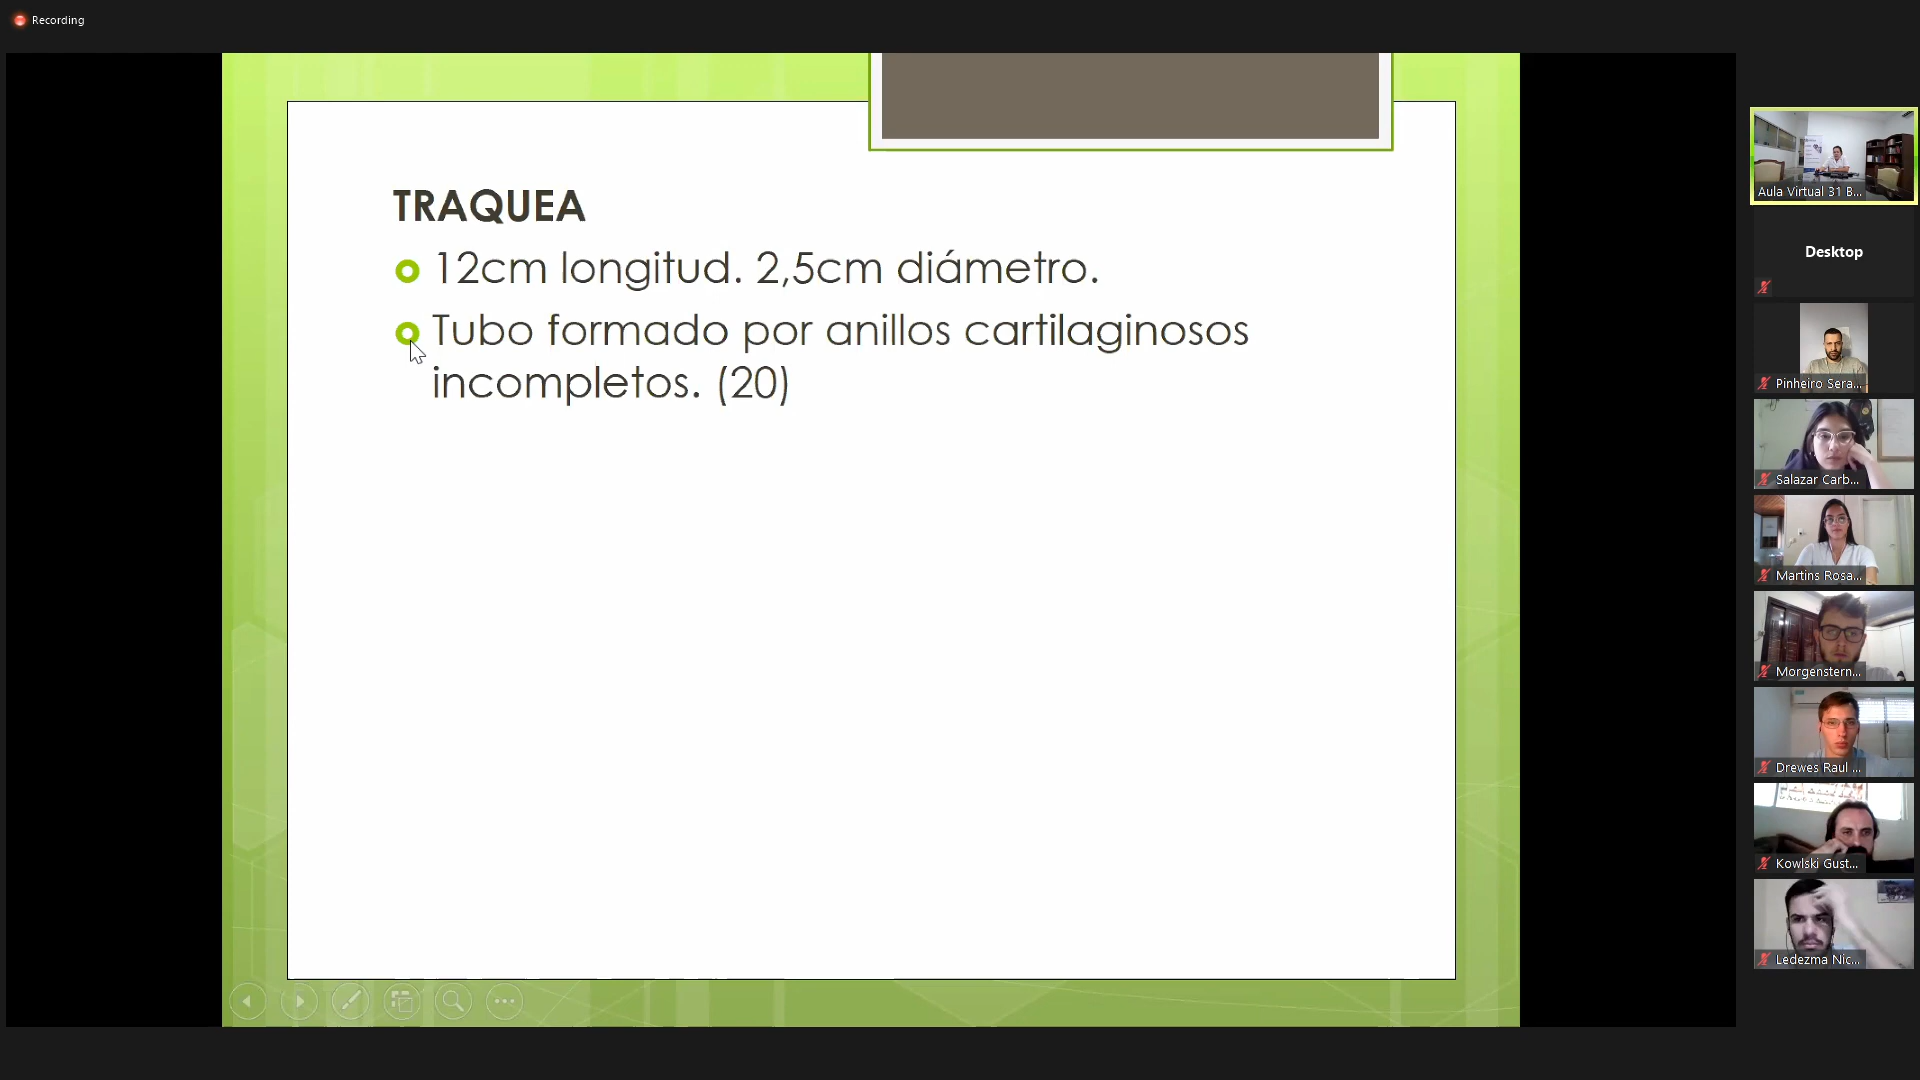 Recording
TRAQUEA
12cm longitud. 2,5cm diámetro.
Tubo formado por anillos cartilaginosos
incompletos. (20)
Aula Virtual 31 B...
Desktop
Pinheiro Sera...
Salazar Carb...
Martins Rosa...
Morgenstern...
Drewes Raul ...
Kowlski Gust...
Ledezma Nic...